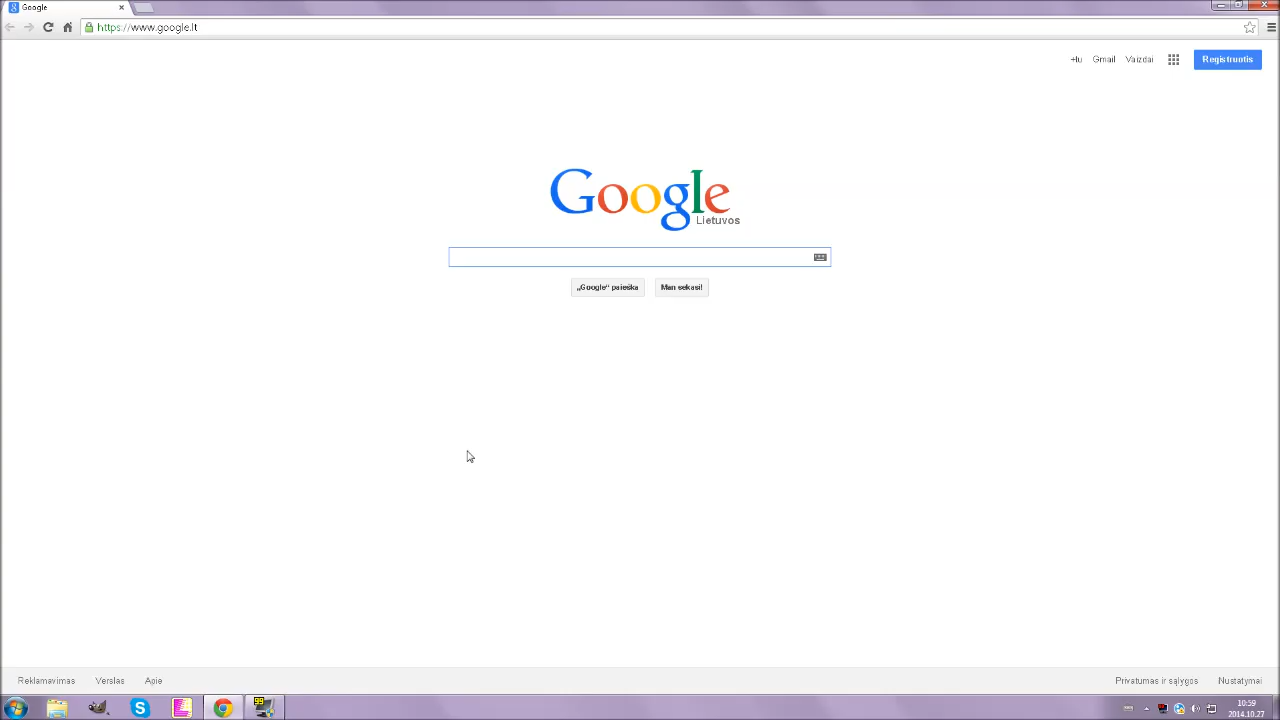 Google
https://www.google.lt
+Tu Gmail Vaizdai Registruotis
Google
Lietuvos
„Google“ paieška Man sekasi!
Reklamavimas Verslas Apie Privatumas ir sąlygos Nustatymai
10:59
2014.10.27